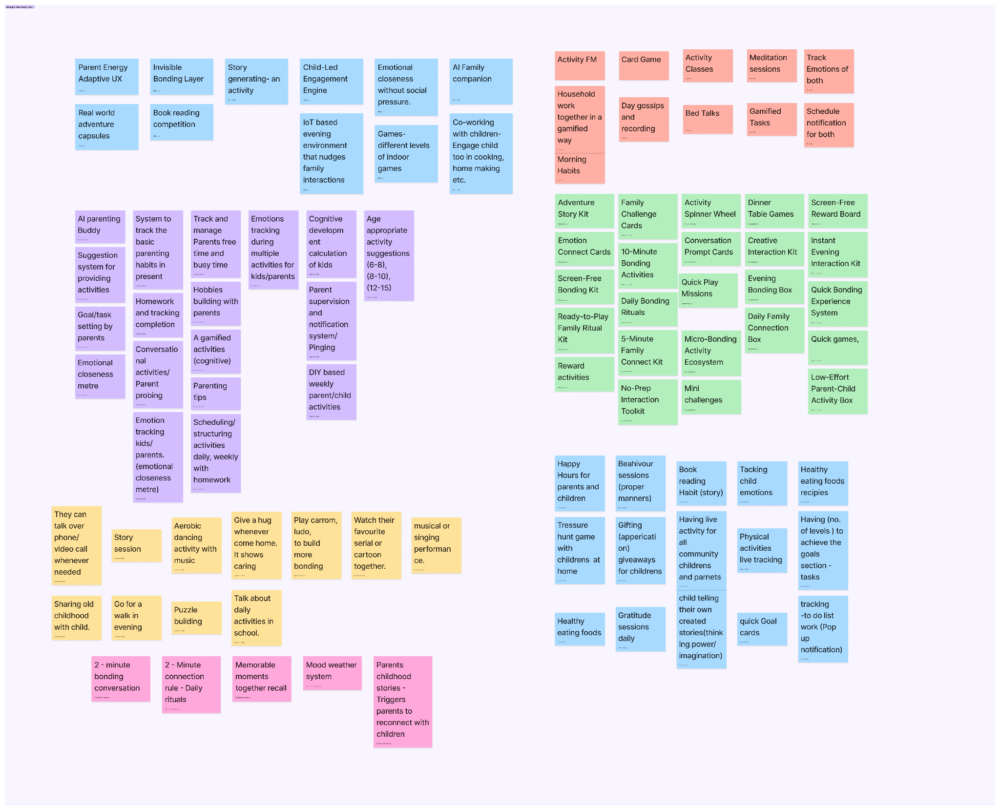 Divergent Idea Exploration
Parent Energy
Adaptive UX
Invisible
Bonding Layer
Story
generating- an
activity
Child-Led
Engagement
Engine
Emotional
closeness
without social
pressure.
AI Family
companion
Real world
adventure
capsules
Book reading
competition
IoT based
evening
environment
that nudges
family
interactions
Games-
different levels
of indoor
games
Co-working
with children-
Engage child
too in cooking,
home making
etc.
Activity FM
Card Game
Activity
Classes
Meditation
sessions
Track
Emotions of
both
Household
work
together in a
gamified
way
Day gossips
and
recording
Bed Talks
Gamified
Tasks
Schedule
notification
for both
Morning
Habits
AI parenting
Buddy
Suggestion
system for
providing
activities
Goal/task
setting by
parents
Emotional
closeness
metre
System to
track the
basic
parenting
habits in
present
Homework
and tracking
completion
Conversatio
nal
activities/
Parent
probing
Emotion
tracking
kids/
parents.
(emotional
closeness
metre)
Track and
manage
Parents free
time and
busy time
Hobbies
building with
parents
A gamified
activities
(cognitive)
Parenting
tips
Scheduling/
structuring
activities
daily, weekly
with
homework
Emotions
tracking
during
multiple
activities for
kids/parents
Cognitive
developm
ent
calculation
of kids
Parent
supervision
and
notification
system/
Pinging
DIY based
weekly
parent/child
activities
Age
appropriate
activity
suggestions
(6-8),
(8-10),
(12-15)
Adventure
Story Kit
Emotion
Connect Cards
Screen-Free
Bonding Kit
Ready-to-Play
Family Ritual
Kit
Reward
activities
Family
Challenge
Cards
10-Minute
Bonding
Activities
Daily Bonding
Rituals
5-Minute
Family
Connect Kit
No-Prep
Interaction
Toolkit
Activity
Spinner Wheel
Conversation
Prompt Cards
Quick Play
Missions
Micro-Bonding
Activity
Ecosystem
Mini
challenges
Dinner
Table Games
Creative
Interaction Kit
Evening
Bonding Box
Daily Family
Connection
Box
Screen-Free
Reward Board
Instant
Evening
Interaction Kit
Quick Bonding
Experience
System
Quick games,
Low-Effort
Parent-Child
Activity Box
They can
talk over
phone/
video call
whenever
needed
Story
session
Aerobic
dancing
activity with
music
Give a hug
whenever
come home.
It shows
caring
Play carrom,
ludo,
to build
more
bonding
Watch their
favourite
serial or
cartoon
together.
musical or
singing
performan
ce.
Sharing old
childhood
with child.
Go for a
walk in
evening
Puzzle
building
Talk about
daily
activities in
school.
Happy
Hours for
parents and
children
Beahivour
sessions
(proper
manners)
Book
reading
Habit (story)
Tacking
child
emotions
Healthy
eating foods
recipies
Tressure
hunt game
with
childrens at
home
Gifting
(appericati
on)
giveaways
for childrens
Having live
activity for
all
community
childrens
and parnets
Physical
activities
live tracking
Having (no.
of levels ) to
achieve the
goals
section -
tasks
Healthy
eating foods
Gratitude
sessions
daily
child telling
their own
created
stories(think
ing power/
imagination)
quick Goal
cards
tracking
-to do list
work (Pop
up
notification)
2 - minute
bonding
conversation
2 - Minute
connection
rule - Daily
rituals
Memorable
moments
together recall
Mood weather
system
Parents
childhood
stories -
Triggers
parents to
reconnect with
children